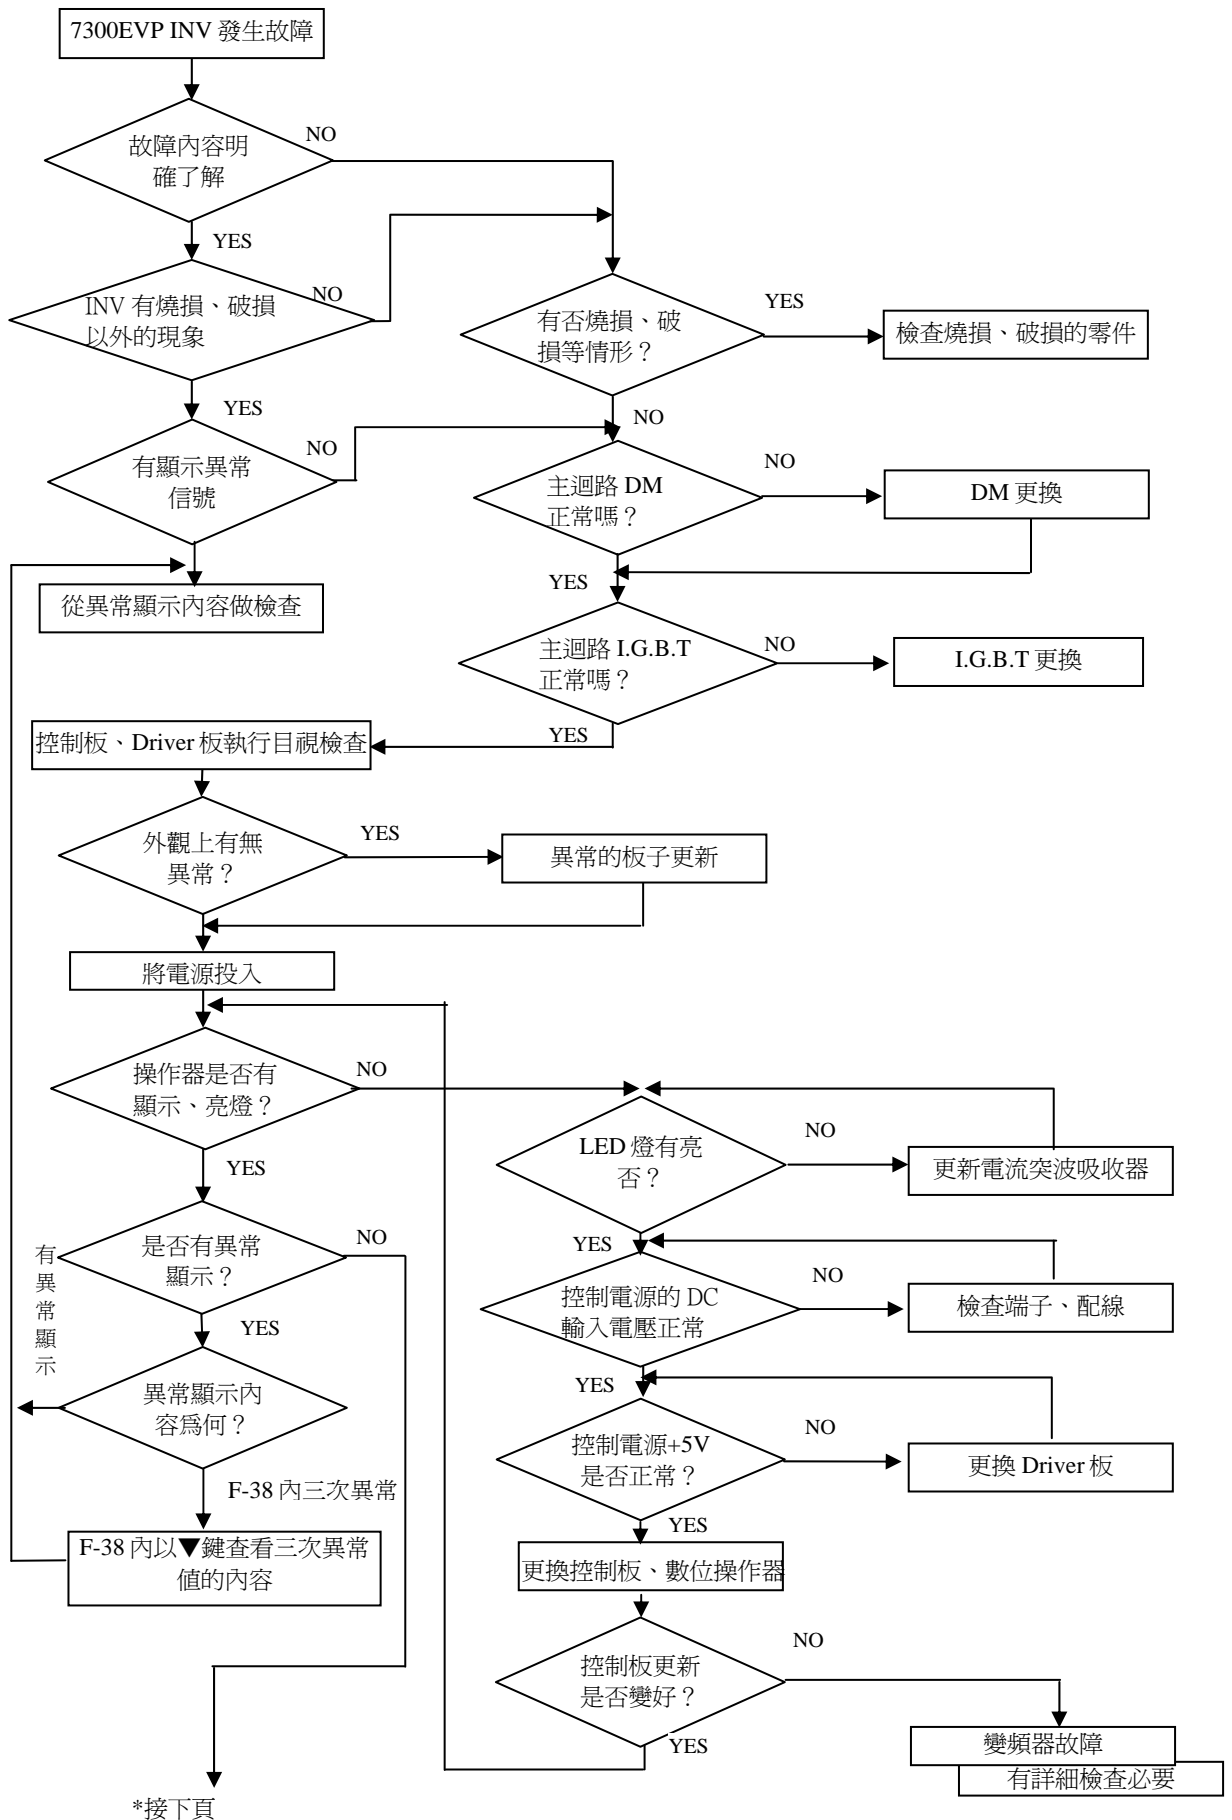 7300EVP INV 發生故障
故障內容明
確了解
NO
YES
INV 有燒損、破損
以外的現象
NO
有否燒損、破
損等情形？
YES
檢查燒損、破損的零件
YES
NO
有顯示異常
信號
NO
主迴路 DM
正常嗎？
NO
DM 更換
YES
從異常顯示內容做檢查
主迴路 I.G.B.T
正常嗎？
NO
I.G.B.T 更換
YES
控制板、Driver 板執行目視檢查
外觀上有無
異常？
YES
異常的板子更新
將電源投入
操作器是否有
顯示、亮燈？
NO
LED 燈有亮
否？
NO
更新電流突波吸收器
YES
是否有異常
顯示？
NO
有異常顯示
YES
控制電源的 DC
輸入電壓正常
NO
檢查端子、配線
YES
異常顯示內
容為何？
YES
控制電源+5V
是否正常？
NO
更換 Driver 板
F-38 內三次異常
YES
F-38 內以▼鍵查看三次異常
值的內容
更換控制板、數位操作器
控制板更新
是否變好？
NO
YES
變頻器故障
有詳細檢查必要
*接下頁